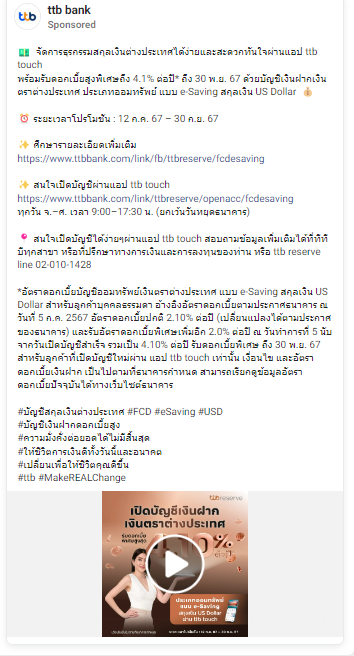 ttb bank
Sponsored
💵 จัดการธุรกรรมสกุลเงินต่างประเทศได้ง่ายและสะดวกทันใจผ่านแอป ttb
touch
พร้อมรับดอกเบี้ยสูงพิเศษถึง 4.1% ต่อปี* ถึง 30 พ.ย. 67 ด้วยบัญชีเงินฝากเงิน
ตราต่างประเทศ ประเภทออมทรัพย์ แบบ e-Saving สกุลเงิน US Dollar 👍
⏰ ระยะเวลาโปรโมชัน : 12 ก.ค. 67 – 30 ก.ย. 67
✨ ศึกษารายละเอียดเพิ่มเติม
https://www.ttbbank.com/link/fb/ttbreserve/fcdesaving
✨ สนใจเปิดบัญชีผ่านแอป ttb touch
https://www.ttbbank.com/link/ttbreserve/openacc/fcdesaving
ทุกวัน จ.–ศ. เวลา 9:00–17:30 น. (ยกเว้นวันหยุดธนาคาร)
📍 สนใจเปิดบัญชีได้ง่ายๆผ่านแอป ttb touch สอบถามข้อมูลเพิ่มเติมได้ที่ทีที
บีทุกสาขา หรือที่ปรึกษาทางการเงินและการลงทุนของท่าน หรือ ttb reserve
line 02-010-1428
*อัตราดอกเบี้ยบัญชีออมทรัพย์เงินตราต่างประเทศ แบบ e-Saving สกุลเงิน US
Dollar สำหรับลูกค้าบุคคลธรรมดา อ้างอิงอัตราดอกเบี้ยตามประกาศธนาคาร ณ
วันที่ 5 ก.ค. 2567 อัตราดอกเบี้ยปกติ 2.10% ต่อปี (เปลี่ยนแปลงได้ตามประกาศ
ของธนาคาร) และรับอัตราดอกเบี้ยพิเศษเพิ่มอีก 2.0% ต่อปี ณ วันทำการที่ 5 นับ
จากวันเปิดบัญชีสำเร็จ รวมเป็น 4.10% ต่อปี รับดอกเบี้ยพิเศษ ถึง 30 พ.ย. 67
สำหรับลูกค้าที่เปิดบัญชีใหม่ผ่าน แอป ttb touch เท่านั้น เงื่อนไข และอัตรา
ดอกเบี้ยเงินฝาก เป็นไปตามที่ธนาคารกำหนด สามารถเรียกดูข้อมูลอัตรา
ดอกเบี้ยปัจจุบันได้ทางเว็บไซต์ธนาคาร
#บัญชีสกุลเงินต่างประเทศ #FCD #eSaving #USD
#บัญชีเงินฝากดอกเบี้ยสูง
#ความมั่งคั่งต่อยอดได้ไม่มีสิ้นสุด
#ให้ชีวิตการเงินดีทั้งวันนี้และอนาคต
#เปลี่ยนเพื่อให้ชีวิตคุณดีขึ้น
#ttb #MakeREALChange
ttb reserve
เปิดบัญชีเงินฝาก
เงินตราต่างประเทศ
รับดอกเบี้ย
ประเภทออมทรัพย์
แบบ e-Saving
สกุลเงิน US Dollar
ผ่าน ttb touch